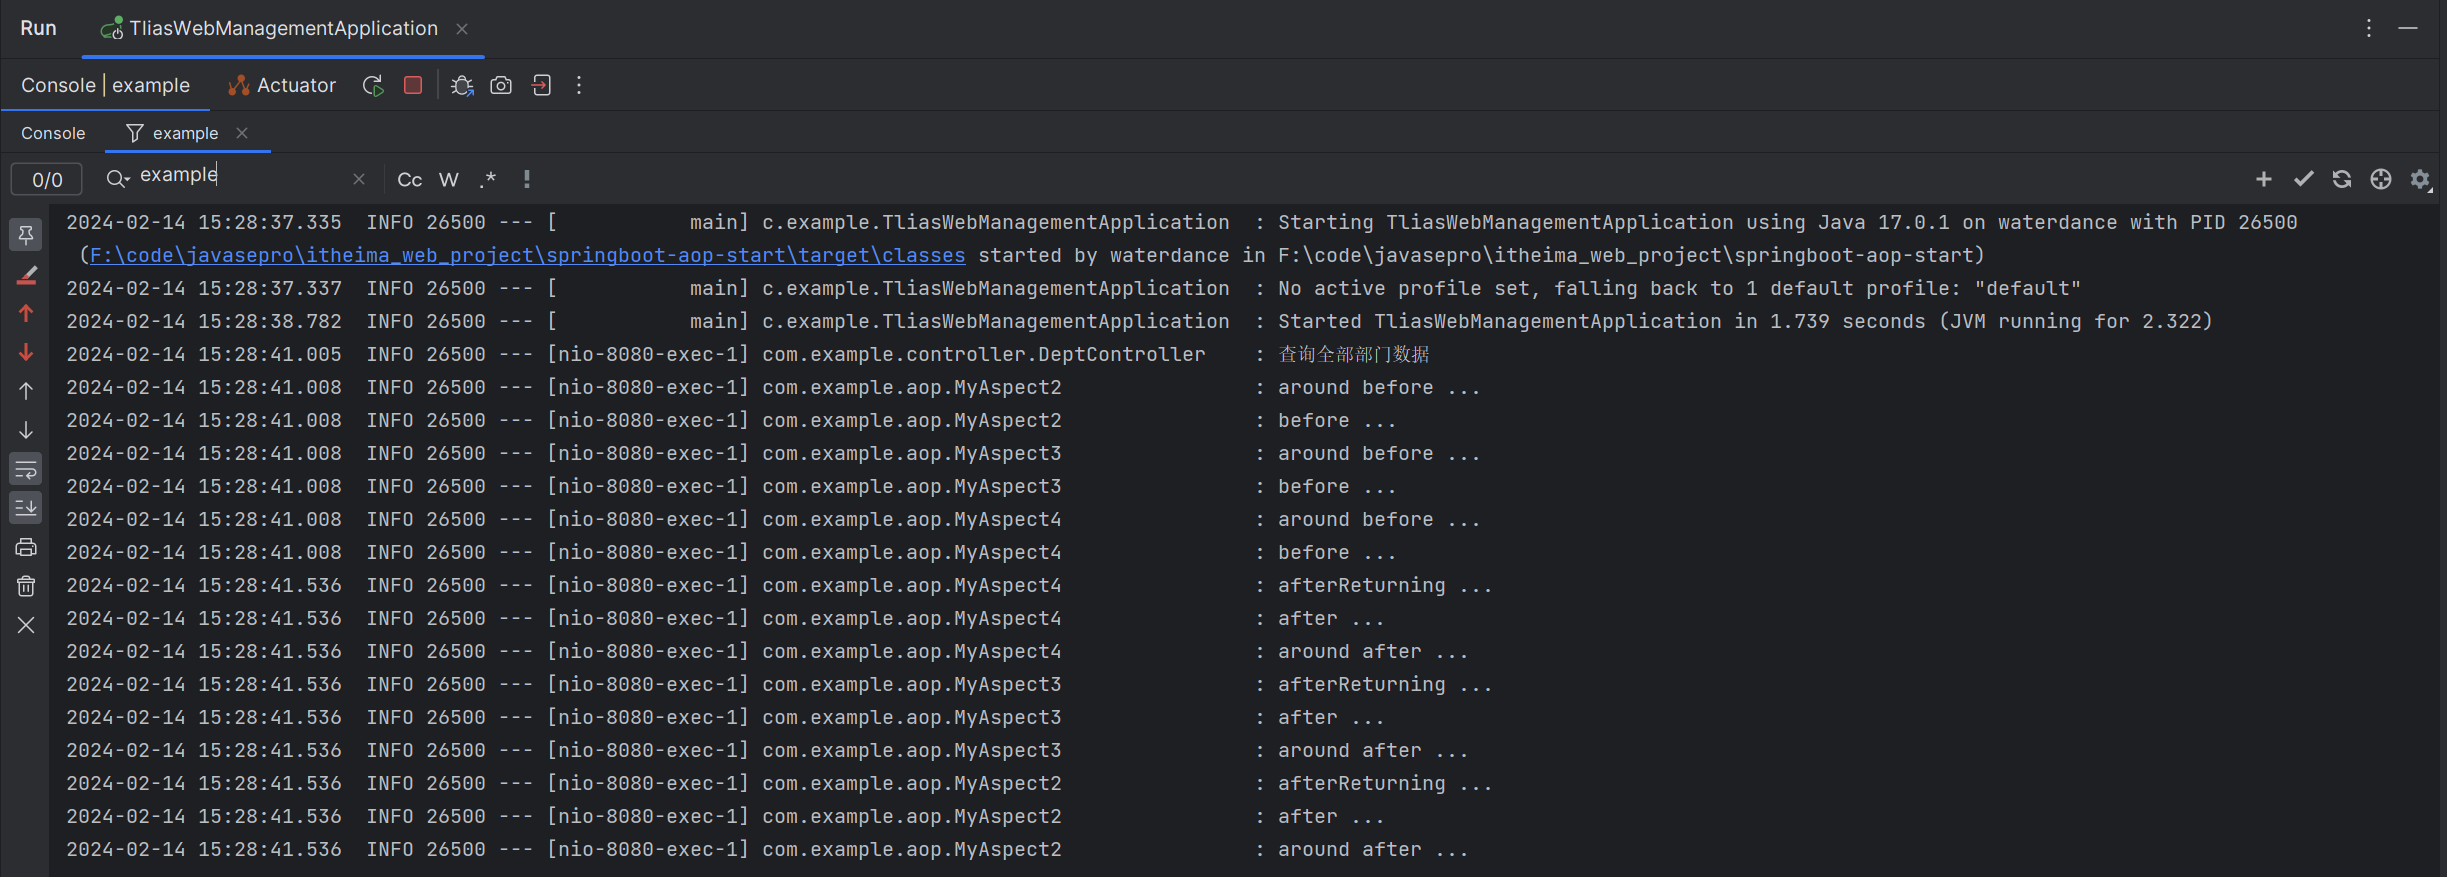 Run TliasWebManagementApplication
Console | example Actuator
Console example
0/0 example Cc W .* !
2024-02-14 15:28:37.335  INFO 26500 --- [           main] c.example.TliasWebManagementApplication  : Starting TliasWebManagementApplication using Java 17.0.1 on waterdance with PID 26500
(F:\code\javasepro\itheima_web_project\springboot-aop-start\target\classes started by waterdance in F:\code\javasepro\itheima_web_project\springboot-aop-start)
2024-02-14 15:28:37.337  INFO 26500 --- [           main] c.example.TliasWebManagementApplication  : No active profile set, falling back to 1 default profile: "default"
2024-02-14 15:28:38.782  INFO 26500 --- [           main] c.example.TliasWebManagementApplication  : Started TliasWebManagementApplication in 1.739 seconds (JVM running for 2.322)
2024-02-14 15:28:41.005  INFO 26500 --- [nio-8080-exec-1] com.example.controller.DeptController    : 查询全部部门数据
2024-02-14 15:28:41.008  INFO 26500 --- [nio-8080-exec-1] com.example.aop.MyAspect2                : around before ...
2024-02-14 15:28:41.008  INFO 26500 --- [nio-8080-exec-1] com.example.aop.MyAspect2                : before ...
2024-02-14 15:28:41.008  INFO 26500 --- [nio-8080-exec-1] com.example.aop.MyAspect3                : around before ...
2024-02-14 15:28:41.008  INFO 26500 --- [nio-8080-exec-1] com.example.aop.MyAspect3                : before ...
2024-02-14 15:28:41.008  INFO 26500 --- [nio-8080-exec-1] com.example.aop.MyAspect4                : around before ...
2024-02-14 15:28:41.008  INFO 26500 --- [nio-8080-exec-1] com.example.aop.MyAspect4                : before ...
2024-02-14 15:28:41.536  INFO 26500 --- [nio-8080-exec-1] com.example.aop.MyAspect4                : afterReturning ...
2024-02-14 15:28:41.536  INFO 26500 --- [nio-8080-exec-1] com.example.aop.MyAspect4                : after ...
2024-02-14 15:28:41.536  INFO 26500 --- [nio-8080-exec-1] com.example.aop.MyAspect4                : around after ...
2024-02-14 15:28:41.536  INFO 26500 --- [nio-8080-exec-1] com.example.aop.MyAspect3                : afterReturning ...
2024-02-14 15:28:41.536  INFO 26500 --- [nio-8080-exec-1] com.example.aop.MyAspect3                : after ...
2024-02-14 15:28:41.536  INFO 26500 --- [nio-8080-exec-1] com.example.aop.MyAspect3                : around after ...
2024-02-14 15:28:41.536  INFO 26500 --- [nio-8080-exec-1] com.example.aop.MyAspect2                : afterReturning ...
2024-02-14 15:28:41.536  INFO 26500 --- [nio-8080-exec-1] com.example.aop.MyAspect2                : after ...
2024-02-14 15:28:41.536  INFO 26500 --- [nio-8080-exec-1] com.example.aop.MyAspect2                : around after ...